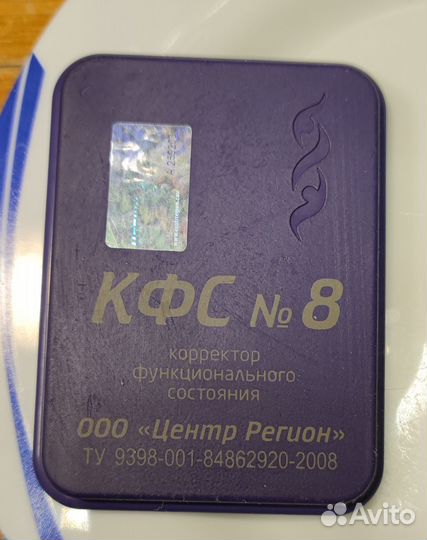 КФС № 8
корректор
функционального
состояния
ООО «Центр Регион»
ТУ 9398-001-84862920-2008
Avito